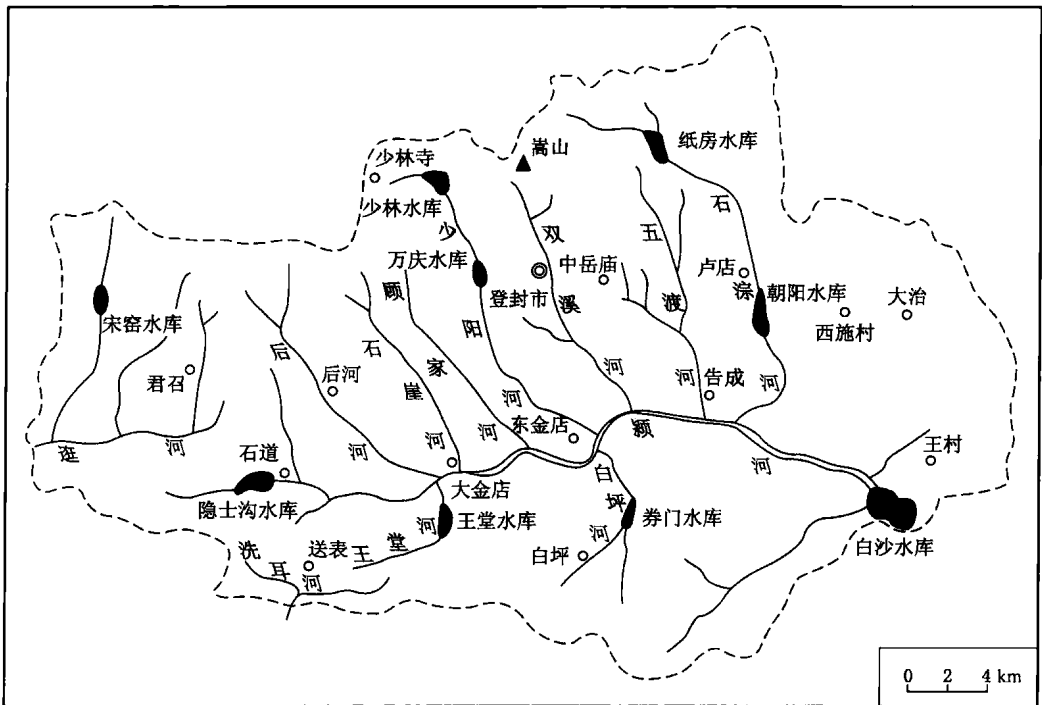 纸房水库
嵩山
少林寺
少林水库
石淙河
五渡河
双溪河
少阳河
万庆水库
中岳庙
登封市
卢店
朝阳水库
大冶
西施村
顾家河
宋窑水库
后河
石崖河
君召
后河
告成
东金店
颍河
逛河
石道
王村
大金店
白坪河
隐士沟水库
王堂水库
券门水库
白沙水库
王堂河
洗耳河
送表
白坪
0 2 4 km